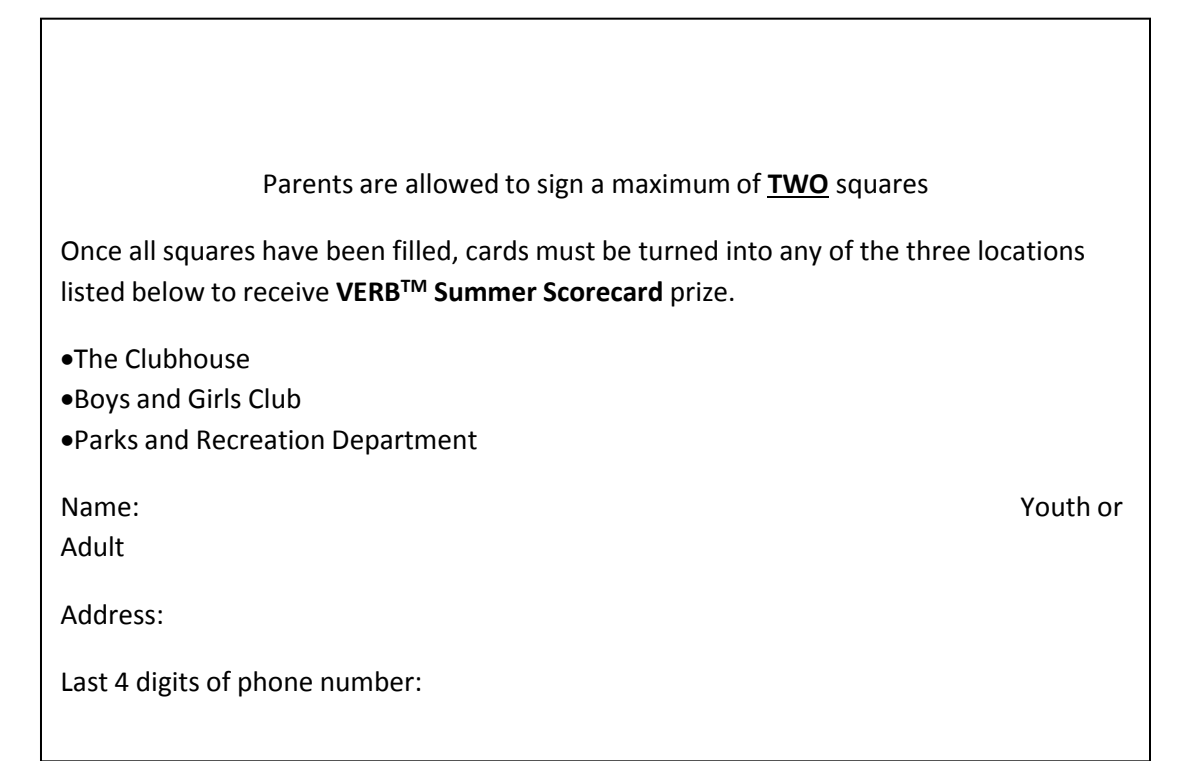 Parents are allowed to sign a maximum of TWO squares
Once all squares have been filled, cards must be turned into any of the three locations
listed below to receive VERB™ Summer Scorecard prize.
•The Clubhouse
•Boys and Girls Club
•Parks and Recreation Department
Name: Youth or
Adult
Address:
Last 4 digits of phone number: